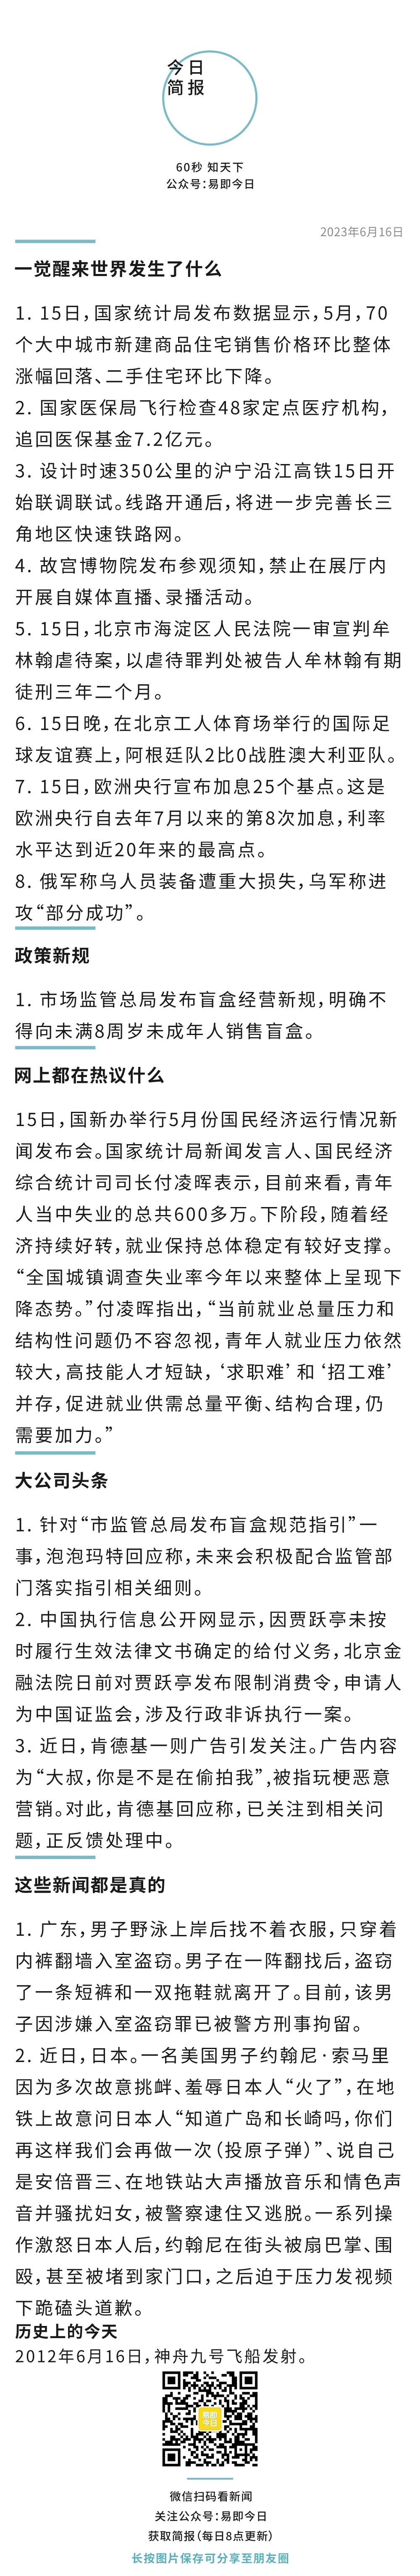 今日
简报
60秒 知天下
公众号：易即今日
2023年6月16日
一觉醒来世界发生了什么
1. 15日，国家统计局发布数据显示，5月，70
个大中城市新建商品住宅销售价格环比整体
涨幅回落、二手住宅环比下降。
2. 国家医保局飞行检查48家定点医疗机构，
追回医保基金7.2亿元。
3. 设计时速350公里的沪宁沿江高铁15日开
始联调联试。线路开通后，将进一步完善长三
角地区快速铁路网。
4. 故宫博物院发布参观须知，禁止在展厅内
开展自媒体直播、录播活动。
5. 15日，北京市海淀区人民法院一审宣判牟
林翰虐待案，以虐待罪判处被告人牟林翰有期
徒刑三年二个月。
6. 15日晚，在北京工人体育场举行的国际足
球友谊赛上，阿根廷队2比0战胜澳大利亚队。
7. 15日，欧洲央行宣布加息25个基点。这是
欧洲央行自去年7月以来的第8次加息，利率
水平达到近20年来的最高点。
8. 俄军称乌人员装备遭重大损失，乌军称进
攻“部分成功”。
政策新规
1. 市场监管总局发布盲盒经营新规，明确不
得向未满8周岁未成年人销售盲盒。
网上都在热议什么
15日，国新办举行5月份国民经济运行情况新
闻发布会。国家统计局新闻发言人、国民经济
综合统计司司长付凌晖表示，目前来看，青年
人当中失业的总共600多万。下阶段，随着经
济持续好转，就业保持总体稳定有较好支撑。
“全国城镇调查失业率今年以来整体上呈现下
降态势。”付凌晖指出，“当前就业总量压力和
结构性问题仍不容忽视，青年人就业压力依然
较大，高技能人才短缺，‘求职难’和‘招工难’
并存，促进就业供需总量平衡、结构合理，仍
需要加力。”
大公司头条
1. 针对“市监管总局发布盲盒规范指引”一
事，泡泡玛特回应称，未来会积极配合监管部
门落实指引相关细则。
2. 中国执行信息公开网显示，因贾跃亭未按
时履行生效法律文书确定的给付义务，北京金
融法院日前对贾跃亭发布限制消费令，申请人
为中国证监会，涉及行政非诉执行一案。
3. 近日，肯德基一则广告引发关注。广告内容
为“大叔，你是不是在偷拍我”，被指玩梗恶意
营销。对此，肯德基回应称，已关注到相关问
题，正反馈处理中。
这些新闻都是真的
1. 广东，男子野泳上岸后找不着衣服，只穿着
内裤翻墙入室盗窃。男子在一阵翻找后，盗窃
了一条短裤和一双拖鞋就离开了。目前，该男
子因涉嫌入室盗窃罪已被警方刑事拘留。
2. 近日，日本。一名美国男子约翰尼·索马里
因为多次故意挑衅、羞辱日本人“火了”，在地
铁上故意问日本人“知道广岛和长崎吗，你们
再这样我们会再做一次（投原子弹）”、说自己
是安倍晋三、在地铁站大声播放音乐和情色声
音并骚扰妇女，被警察逮住又逃脱。一系列操
作激怒日本人后，约翰尼在街头被扇巴掌、围
殴，甚至被堵到家门口，之后迫于压力发视频
下跪磕头道歉。
历史上的今天
2012年6月16日，神舟九号飞船发射。
易即
今日
微信扫码看新闻
关注公众号：易即今日
获取简报（每日8点更新）
长按图片保存可分享至朋友圈